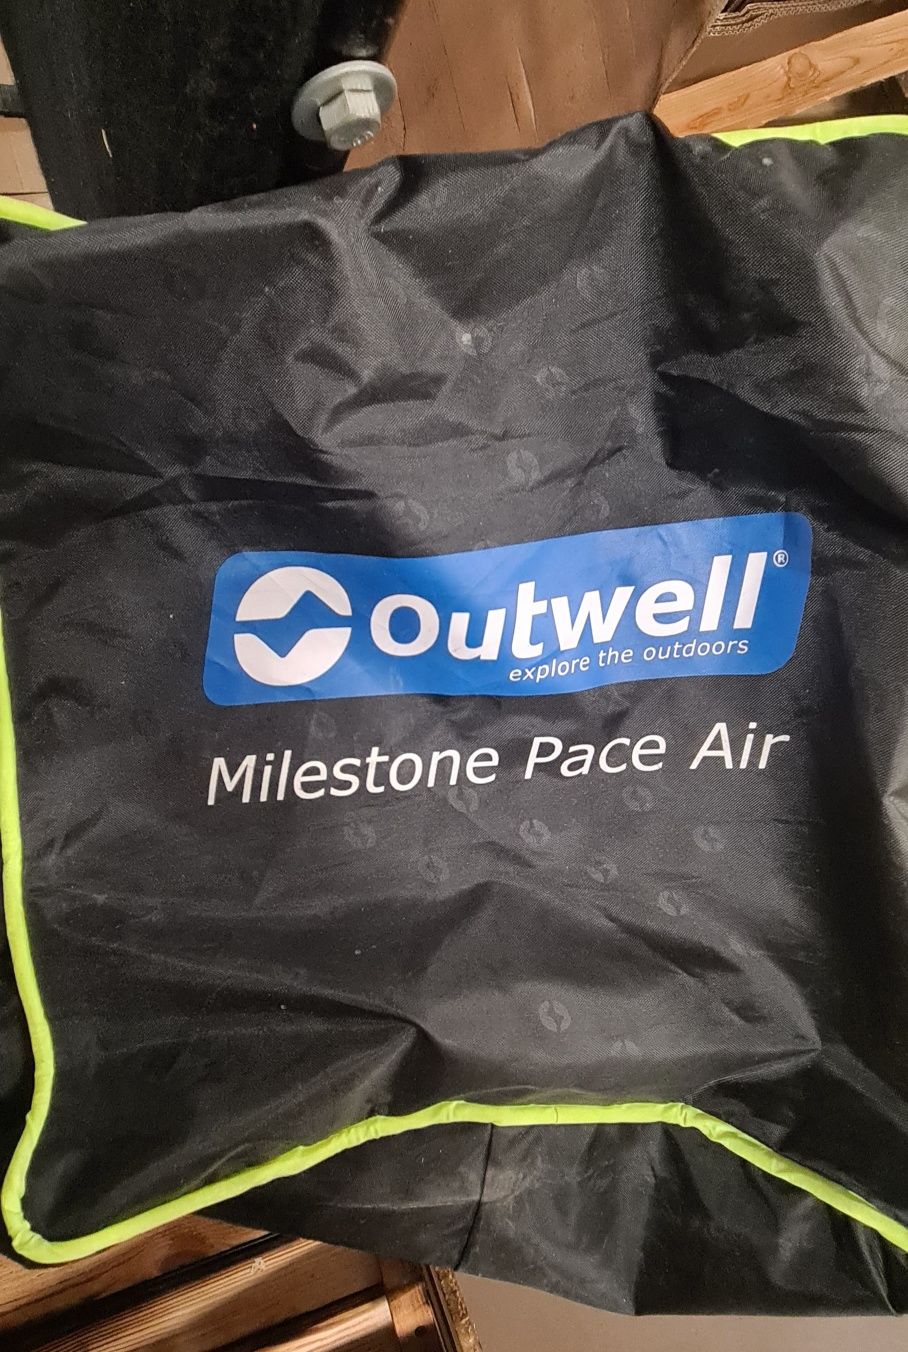 Outwell®
explore the outdoors
Milestone Pace Air